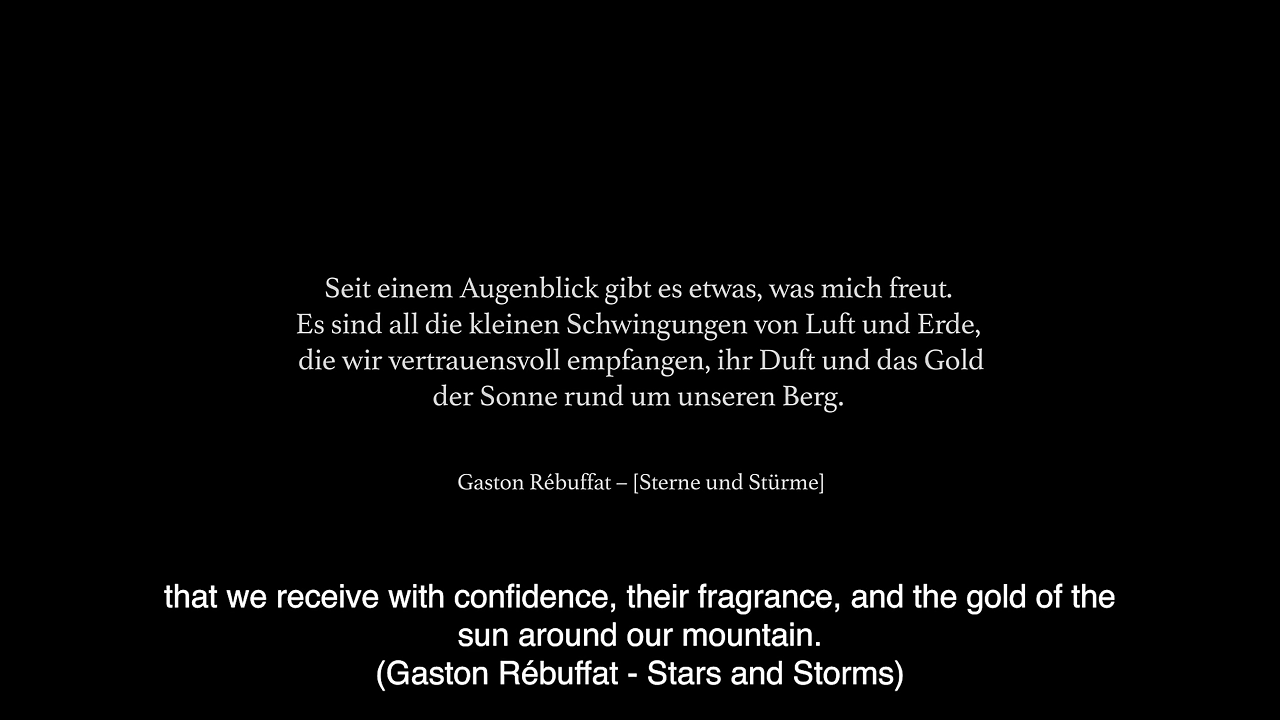 Seit einem Augenblick gibt es etwas, was mich freut.
Es sind all die kleinen Schwingungen von Luft und Erde,
die wir vertrauensvoll empfangen, ihr Duft und das Gold
der Sonne rund um unseren Berg.
Gaston Rébuffat – [Sterne und Stürme]
that we receive with confidence, their fragrance, and the gold of the
sun around our mountain.
(Gaston Rébuffat - Stars and Storms)